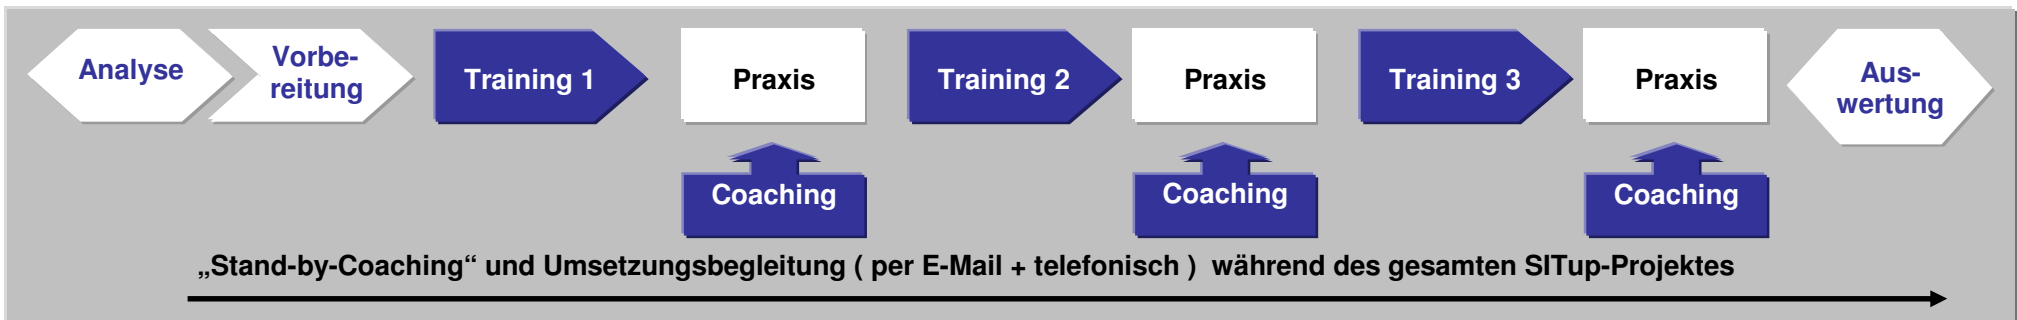 Analyse
Vorbe-
reitung
Training 1
Praxis
Training 2
Praxis
Training 3
Praxis
Aus-
wertung
Coaching
Coaching
Coaching
„Stand-by-Coaching“ und Umsetzungsbegleitung ( per E-Mail + telefonisch )  während des gesamten SITup-Projektes